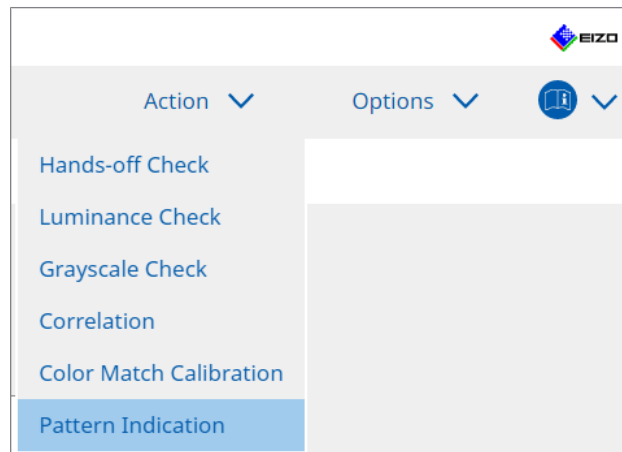 EIZO
Action
Options
Hands-off Check
Luminance Check
Grayscale Check
Correlation
Color Match Calibration
Pattern Indication